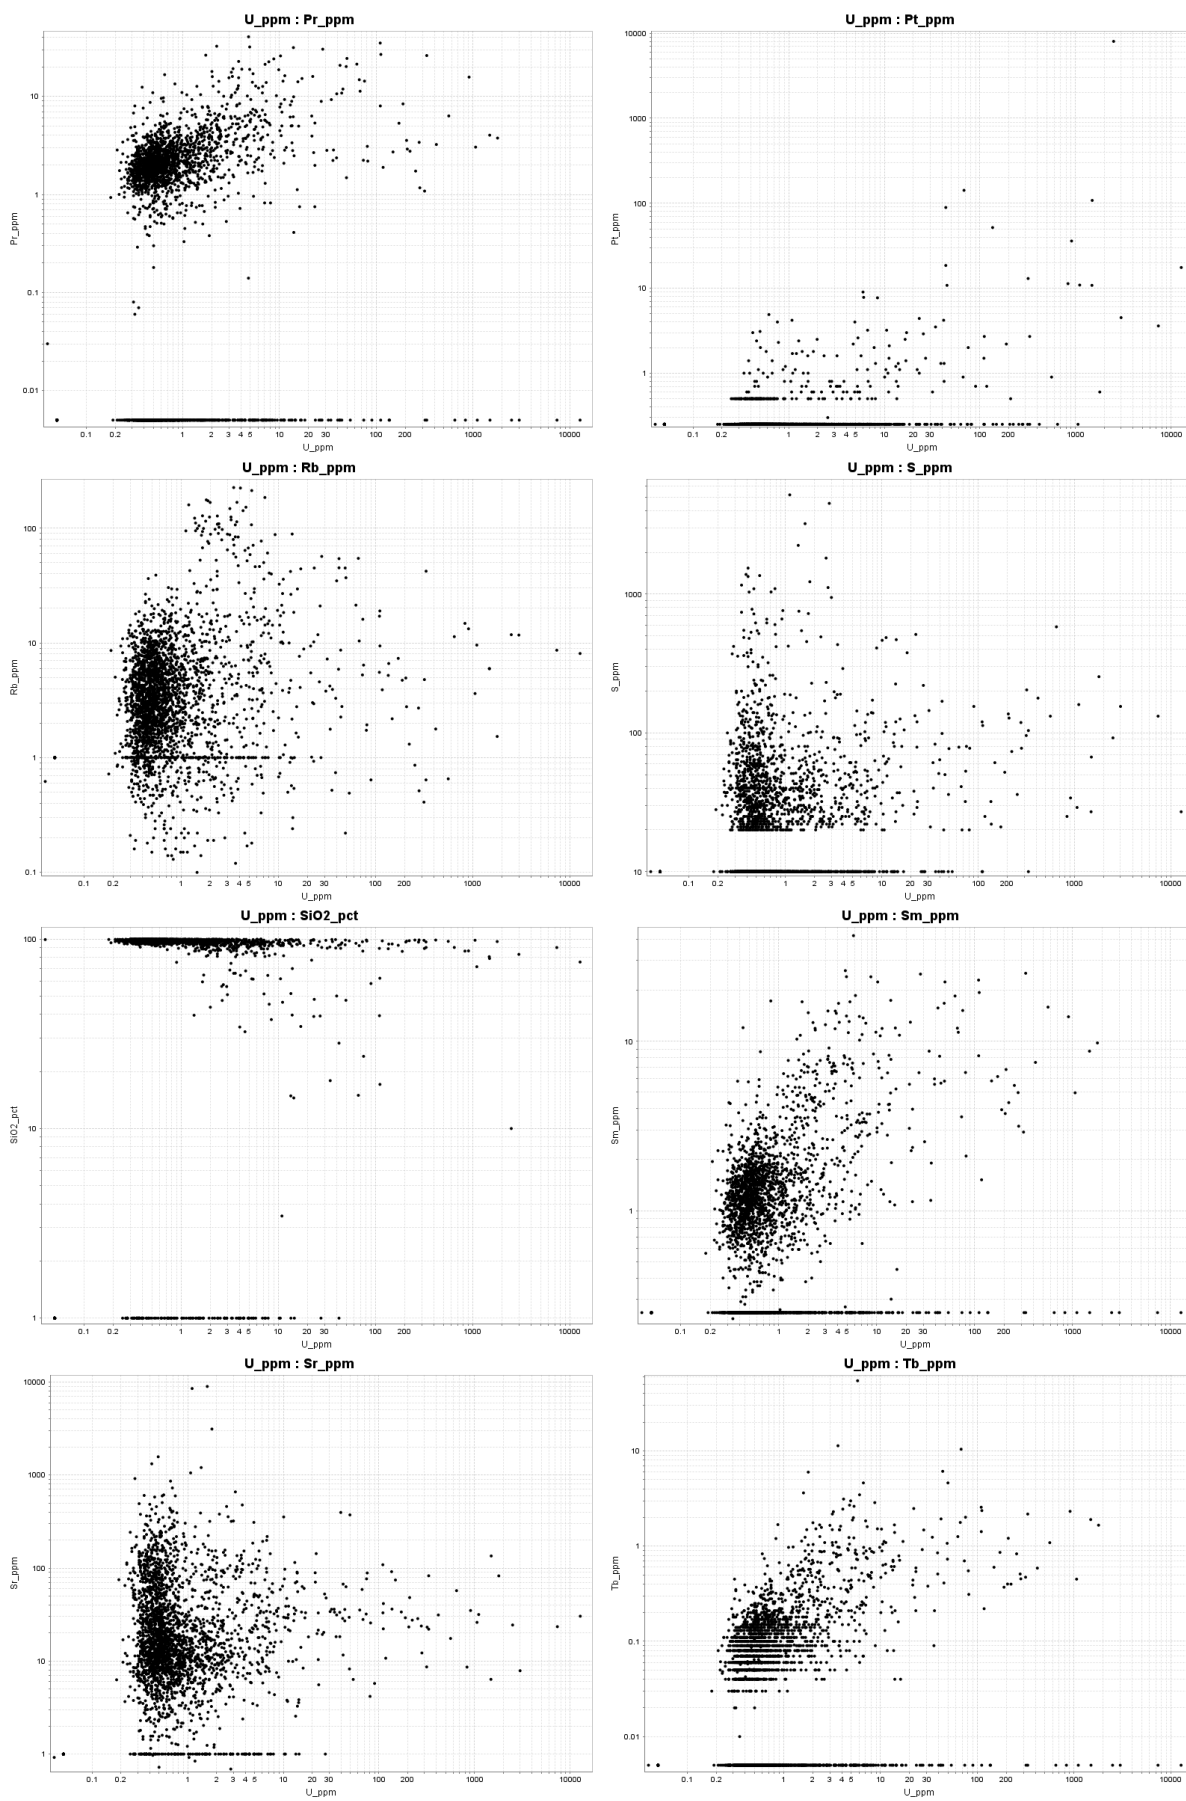 U_ppm : Pr_ppm
10
1
0.1
0.01
Pr_ppm
0.1 0.2 1 2 3 4 5 10 20 30 100 200 1000 10000
U_ppm
U_ppm : Pt_ppm
10000
1000
100
10
1
Pt_ppm
0.1 0.2 1 2 3 4 5 10 20 30 100 200 1000 10000
U_ppm
U_ppm : Rb_ppm
100
10
1
0.1
Rb_ppm
0.1 0.2 1 2 3 4 5 10 20 30 100 200 1000 10000
U_ppm
U_ppm : S_ppm
1000
100
10
S_ppm
0.1 0.2 1 2 3 4 5 10 20 30 100 200 1000 10000
U_ppm
U_ppm : SiO2_pct
100
10
1
SiO2_pct
0.1 0.2 1 2 3 4 5 10 20 30 100 200 1000 10000
U_ppm
U_ppm : Sm_ppm
10
1
Sm_ppm
0.1 0.2 1 2 3 4 5 10 20 30 100 200 1000 10000
U_ppm
U_ppm : Sr_ppm
10000
1000
100
10
1
Sr_ppm
0.1 0.2 1 2 3 4 5 10 20 30 100 200 1000 10000
U_ppm
U_ppm : Tb_ppm
10
1
0.1
0.01
Tb_ppm
0.1 0.2 1 2 3 4 5 10 20 30 100 200 1000 10000
U_ppm